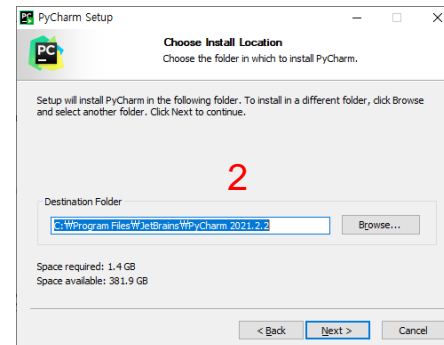 PyCharm Setup
Choose Install Location
Choose the folder in which to install PyCharm.
PC
Setup will install PyCharm in the following folder. To install in a different folder, click Browse
and select another folder. Click Next to continue.
2
Destination Folder
C:₩Program Files₩JetBrains₩PyCharm 2021.2.2
Browse...
Space required: 1.4 GB
Space available: 381.9 GB
< Back
Next >
Cancel